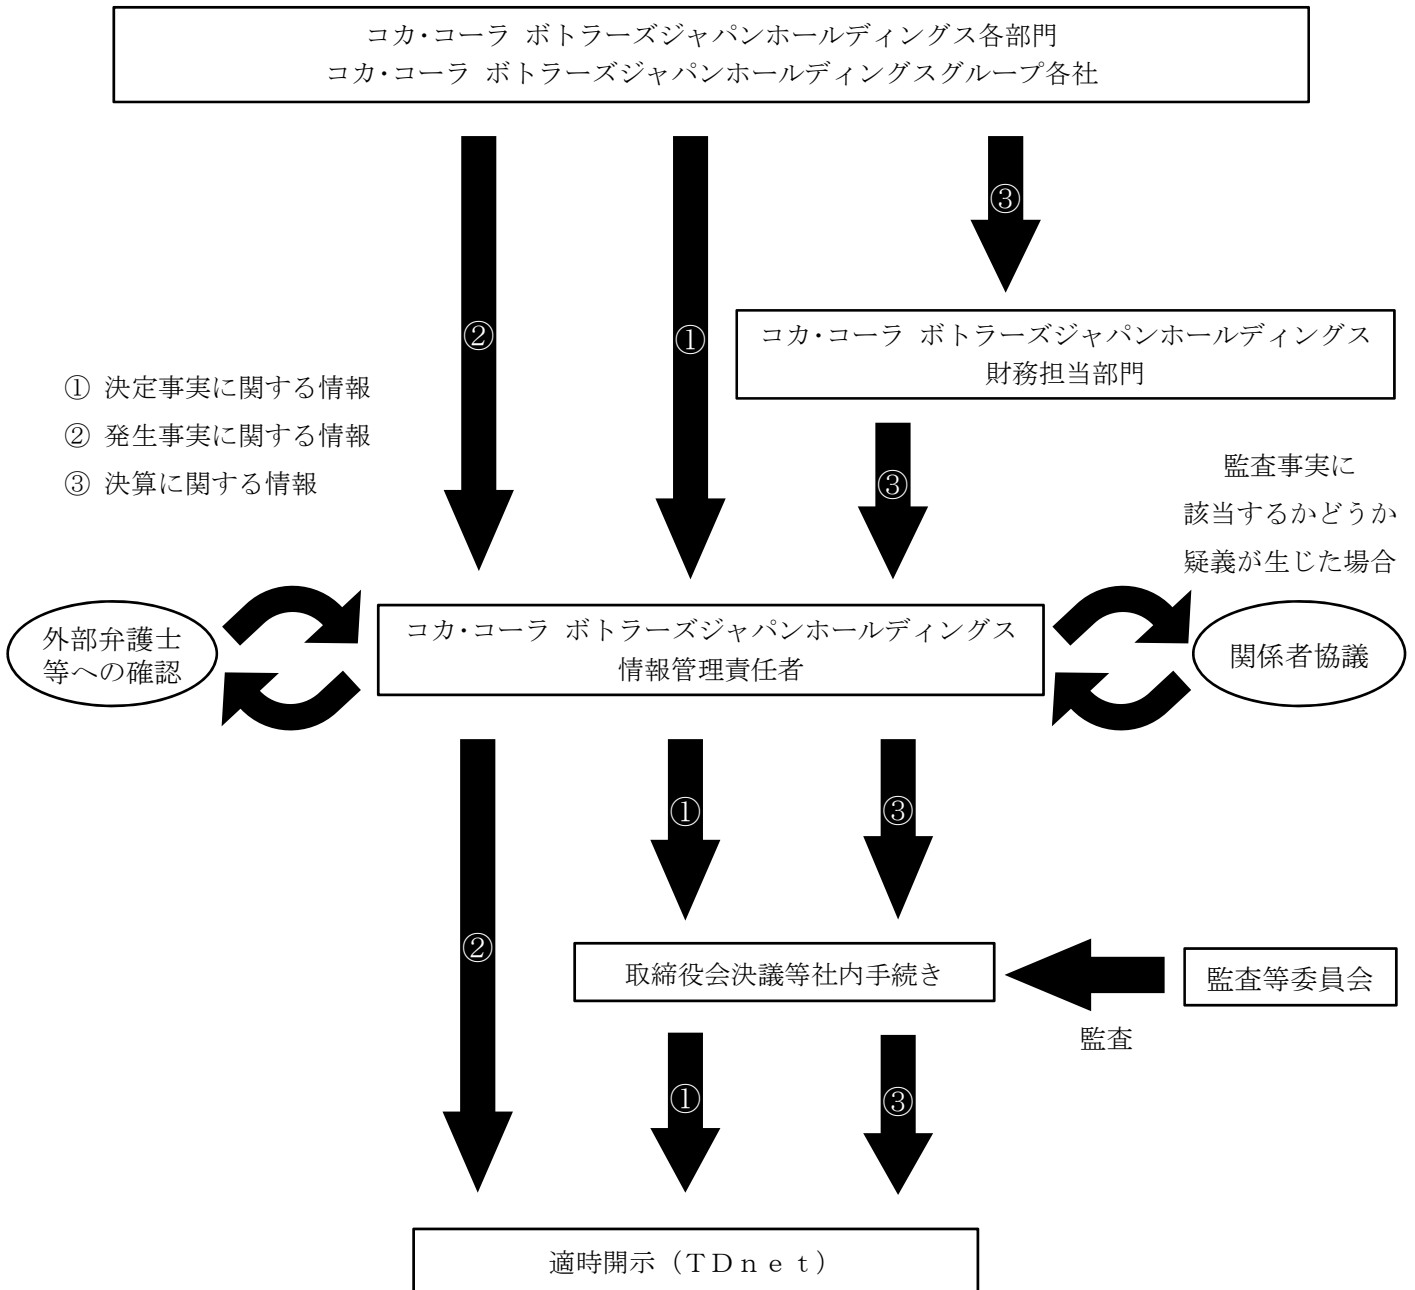 コカ・コーラ ボトラーズジャパンホールディングス各部門
コカ・コーラ ボトラーズジャパンホールディングスグループ各社
③
②
①
コカ・コーラ ボトラーズジャパンホールディングス
財務担当部門
① 決定事実に関する情報
② 発生事実に関する情報
③ 決算に関する情報
③
監査事実に
該当するかどうか
疑義が生じた場合
外部弁護士
等への確認
コカ・コーラ ボトラーズジャパンホールディングス
情報管理責任者
関係者協議
①
③
②
取締役会決議等社内手続き
監査等委員会
監査
①
③
適時開示（ＴＤｎｅｔ）